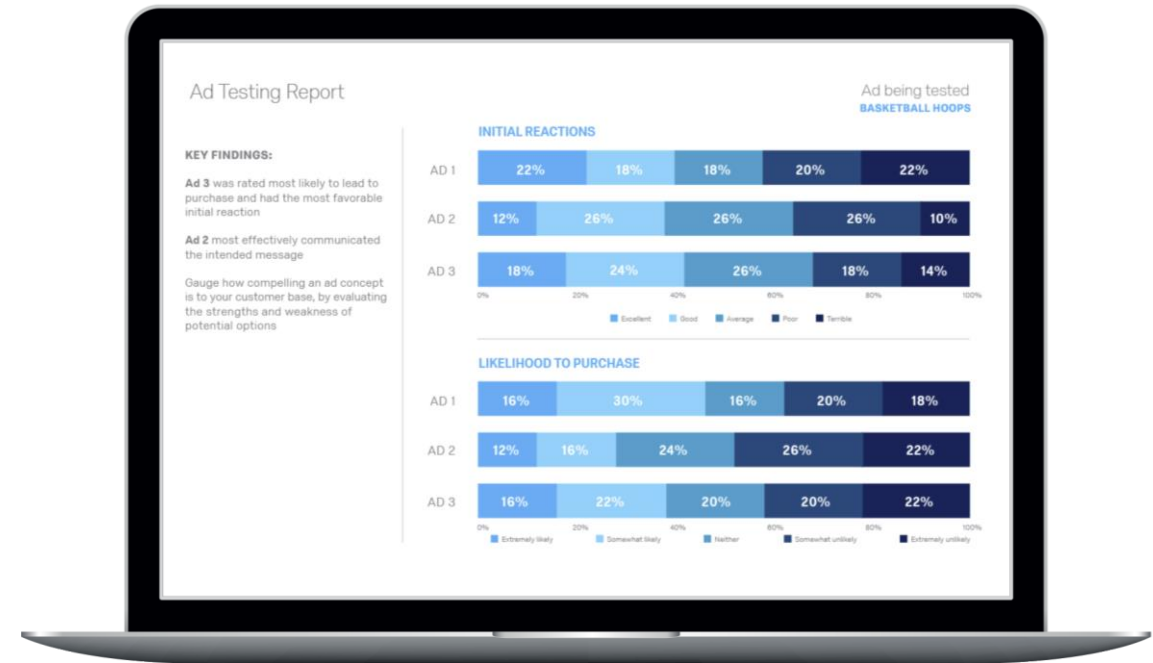 Ad Testing Report
Ad being tested
BASKETBALL HOOPS
KEY FINDINGS:
Ad 3 was rated most likely to lead to
purchase and had the most favorable
initial reaction
Ad 2 most effectively communicated
the intended message
Gauge how compelling an ad concept
is to your customer base, by evaluating
the strengths and weakness of
potential options
INITIAL REACTIONS
AD 1 22% 18% 18% 20% 22%
AD 2 12% 26% 26% 26% 10%
AD 3 18% 24% 26% 18% 14%
0% 20% 40% 60% 80% 100%
Excellent Good Average Poor Terrible
LIKELIHOOD TO PURCHASE
AD 1 16% 30% 16% 20% 18%
AD 2 12% 16% 24% 26% 22%
AD 3 16% 22% 20% 20% 22%
0% 20% 40% 60% 80% 100%
Extremely likely Somewhat likely Neither Somewhat unlikely Extremely unlikely